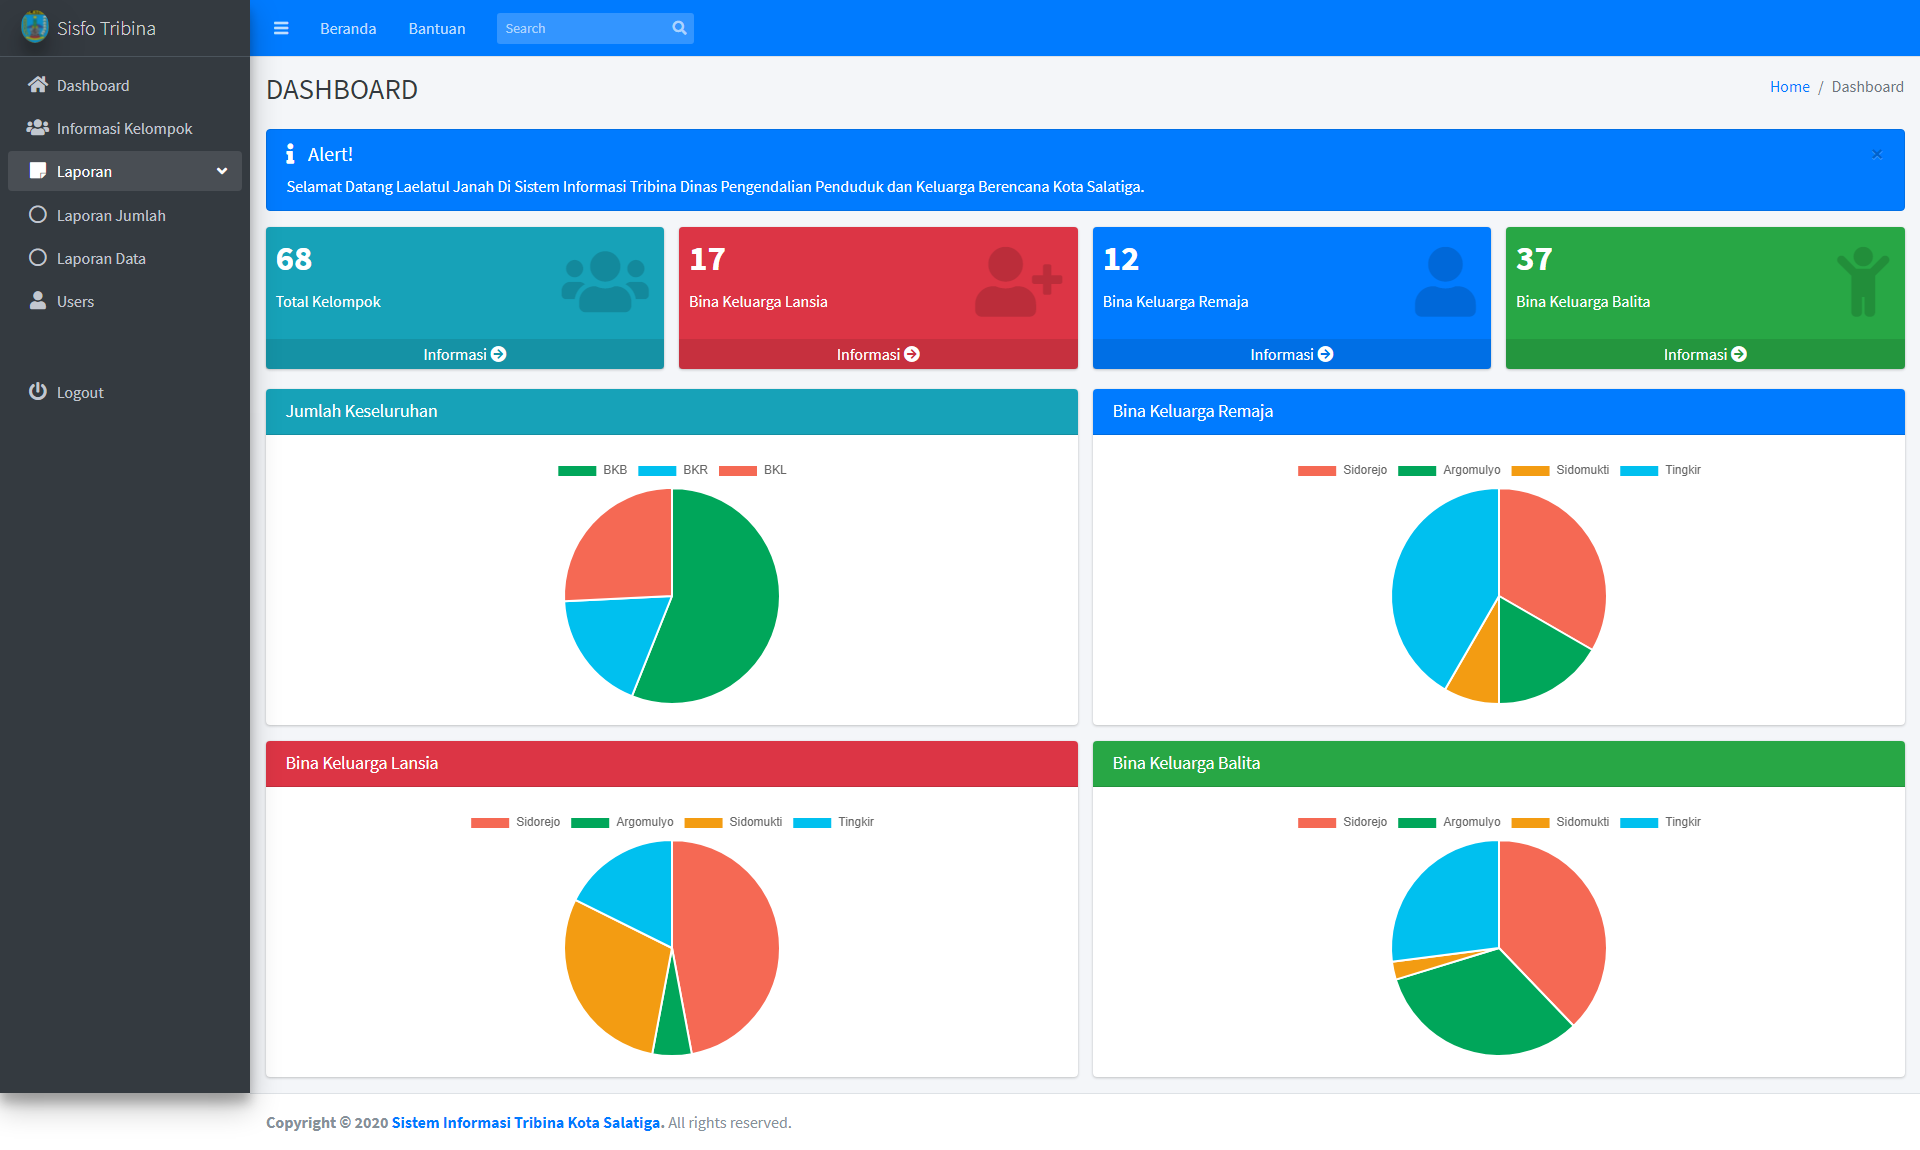 Sisfo Tribina
Beranda Bantuan Search
Dashboard
Informasi Kelompok
Laporan
Laporan Jumlah
Laporan Data
Users
Logout
DASHBOARD
Home / Dashboard
Alert!
×
Selamat Datang Laelatul Janah Di Sistem Informasi Tribina Dinas Pengendalian Penduduk dan Keluarga Berencana Kota Salatiga.
68
Total Kelompok
Informasi
17
Bina Keluarga Lansia
Informasi
12
Bina Keluarga Remaja
Informasi
37
Bina Keluarga Balita
Informasi
Jumlah Keseluruhan
BKB BKR BKL
Bina Keluarga Remaja
Sidorejo Argomulyo Sidomukti Tingkir
Bina Keluarga Lansia
Sidorejo Argomulyo Sidomukti Tingkir
Bina Keluarga Balita
Sidorejo Argomulyo Sidomukti Tingkir
Copyright © 2020 Sistem Informasi Tribina Kota Salatiga. All rights reserved.